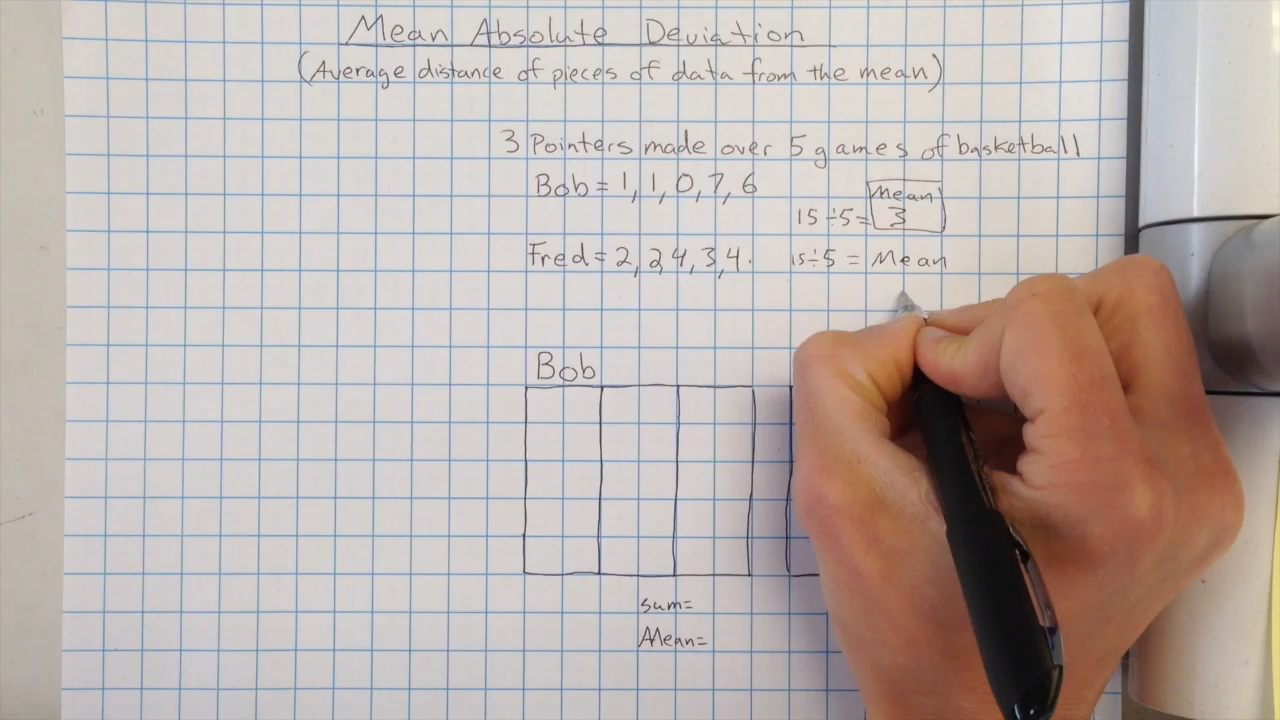 Mean Absolute Deviation
(Average distance of pieces of data from the mean)
3 Pointers made over 5 games of basketball
Bob = 1, 1, 0, 7, 6
15 ÷ 5 = Mean 3
Fred = 2, 2, 4, 3, 4. 15 ÷ 5 = Mean
Bob
sum=
Mean=